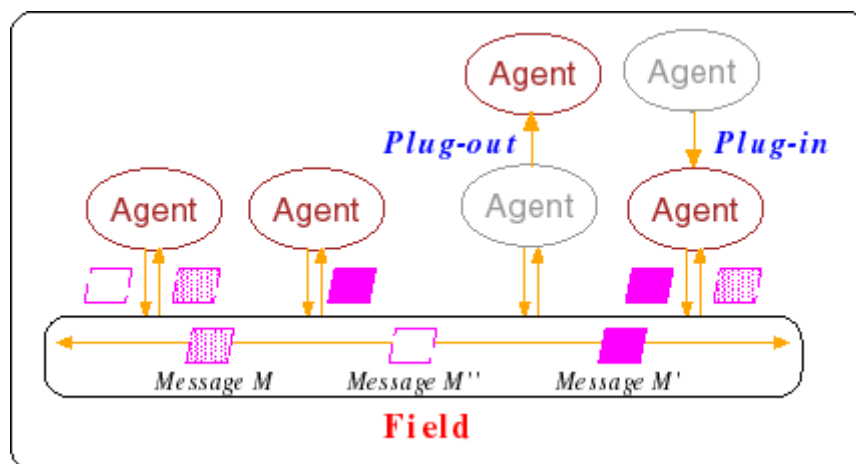 Agent
Agent
Plug-out
Plug-in
Agent
Agent
Agent
Agent
Message M
Message M''
Message M'
Field